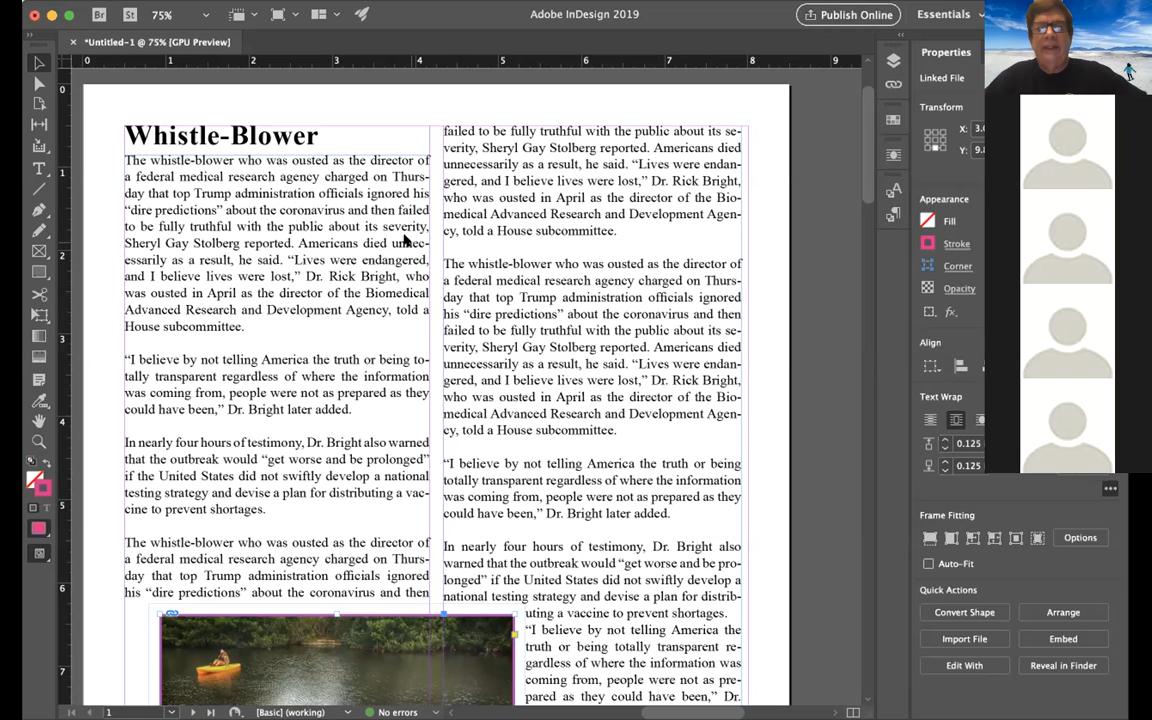 Br
St
75%
Adobe InDesign 2019
Publish Online
Essentials
*Untitled-1 @ 75% [GPU Preview]
0 1 2 3 4 5 6 7 8 9
0
1
2
3
4
5
6
7
Whistle-Blower
The whistle-blower who was ousted as the director of
a federal medical research agency charged on Thurs-
day that top Trump administration officials ignored his
“dire predictions” about the coronavirus and then failed
to be fully truthful with the public about its severity,
Sheryl Gay Stolberg reported. Americans died unnec-
essarily as a result, he said. “Lives were endangered,
and I believe lives were lost,” Dr. Rick Bright, who
was ousted in April as the director of the Biomedical
Advanced Research and Development Agency, told a
House subcommittee.
“I believe by not telling America the truth or being to-
tally transparent regardless of where the information
was coming from, people were not as prepared as they
could have been,” Dr. Bright later added.
In nearly four hours of testimony, Dr. Bright also warned
that the outbreak would “get worse and be prolonged”
if the United States did not swiftly develop a national
testing strategy and devise a plan for distributing a vac-
cine to prevent shortages.
The whistle-blower who was ousted as the director of
a federal medical research agency charged on Thurs-
day that top Trump administration officials ignored
his “dire predictions” about the coronavirus and then
failed to be fully truthful with the public about its se-
verity, Sheryl Gay Stolberg reported. Americans died
unnecessarily as a result, he said. “Lives were endan-
gered, and I believe lives were lost,” Dr. Rick Bright,
who was ousted in April as the director of the Bio-
medical Advanced Research and Development Agen-
cy, told a House subcommittee.
The whistle-blower who was ousted as the director of
a federal medical research agency charged on Thurs-
day that top Trump administration officials ignored
his “dire predictions” about the coronavirus and then
failed to be fully truthful with the public about its se-
verity, Sheryl Gay Stolberg reported. Americans died
unnecessarily as a result, he said. “Lives were endan-
gered, and I believe lives were lost,” Dr. Rick Bright,
who was ousted in April as the director of the Bio-
medical Advanced Research and Development Agen-
cy, told a House subcommittee.
“I believe by not telling America the truth or being
totally transparent regardless of where the information
was coming from, people were not as prepared as they
could have been,” Dr. Bright later added.
In nearly four hours of testimony, Dr. Bright also
warned that the outbreak would “get worse and be pro-
longed” if the United States did not swiftly develop a
national testing strategy and devise a plan for distrib-
uting a vaccine to prevent shortages.
“I believe by not telling America the
truth or being totally transparent re-
gardless of where the information was
coming from, people were not as pre-
pared as they could have been,” Dr.
Properties
Linked File
Transform
X: 3.
Y: 9.
Appearance
Fill
Stroke
Corner
Opacity
fx.
Align
Text Wrap
0.125
0.125
Frame Fitting
Options
Auto-Fit
Quick Actions
Convert Shape
Arrange
Import File
Embed
Edit With
Reveal in Finder
1
[Basic] (working)
No errors